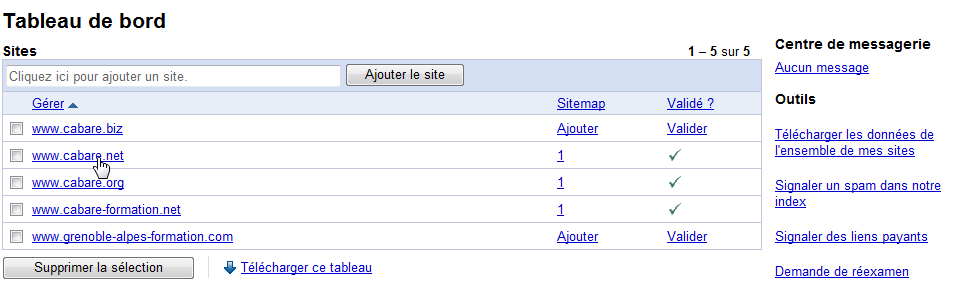 Tableau de bord
Sites 1 – 5 sur 5
Cliquez ici pour ajouter un site. Ajouter le site
Gérer Sitemap Validé ?
www.cabare.biz Ajouter Valider
www.cabare.net 1
www.cabare.org 1
www.cabare-formation.net 1
www.grenoble-alpes-formation.com Ajouter Valider
Supprimer la sélection Télécharger ce tableau
Centre de messagerie
Aucun message
Outils
Télécharger les données de
l'ensemble de mes sites
Signaler un spam dans notre
index
Signaler des liens payants
Demande de réexamen